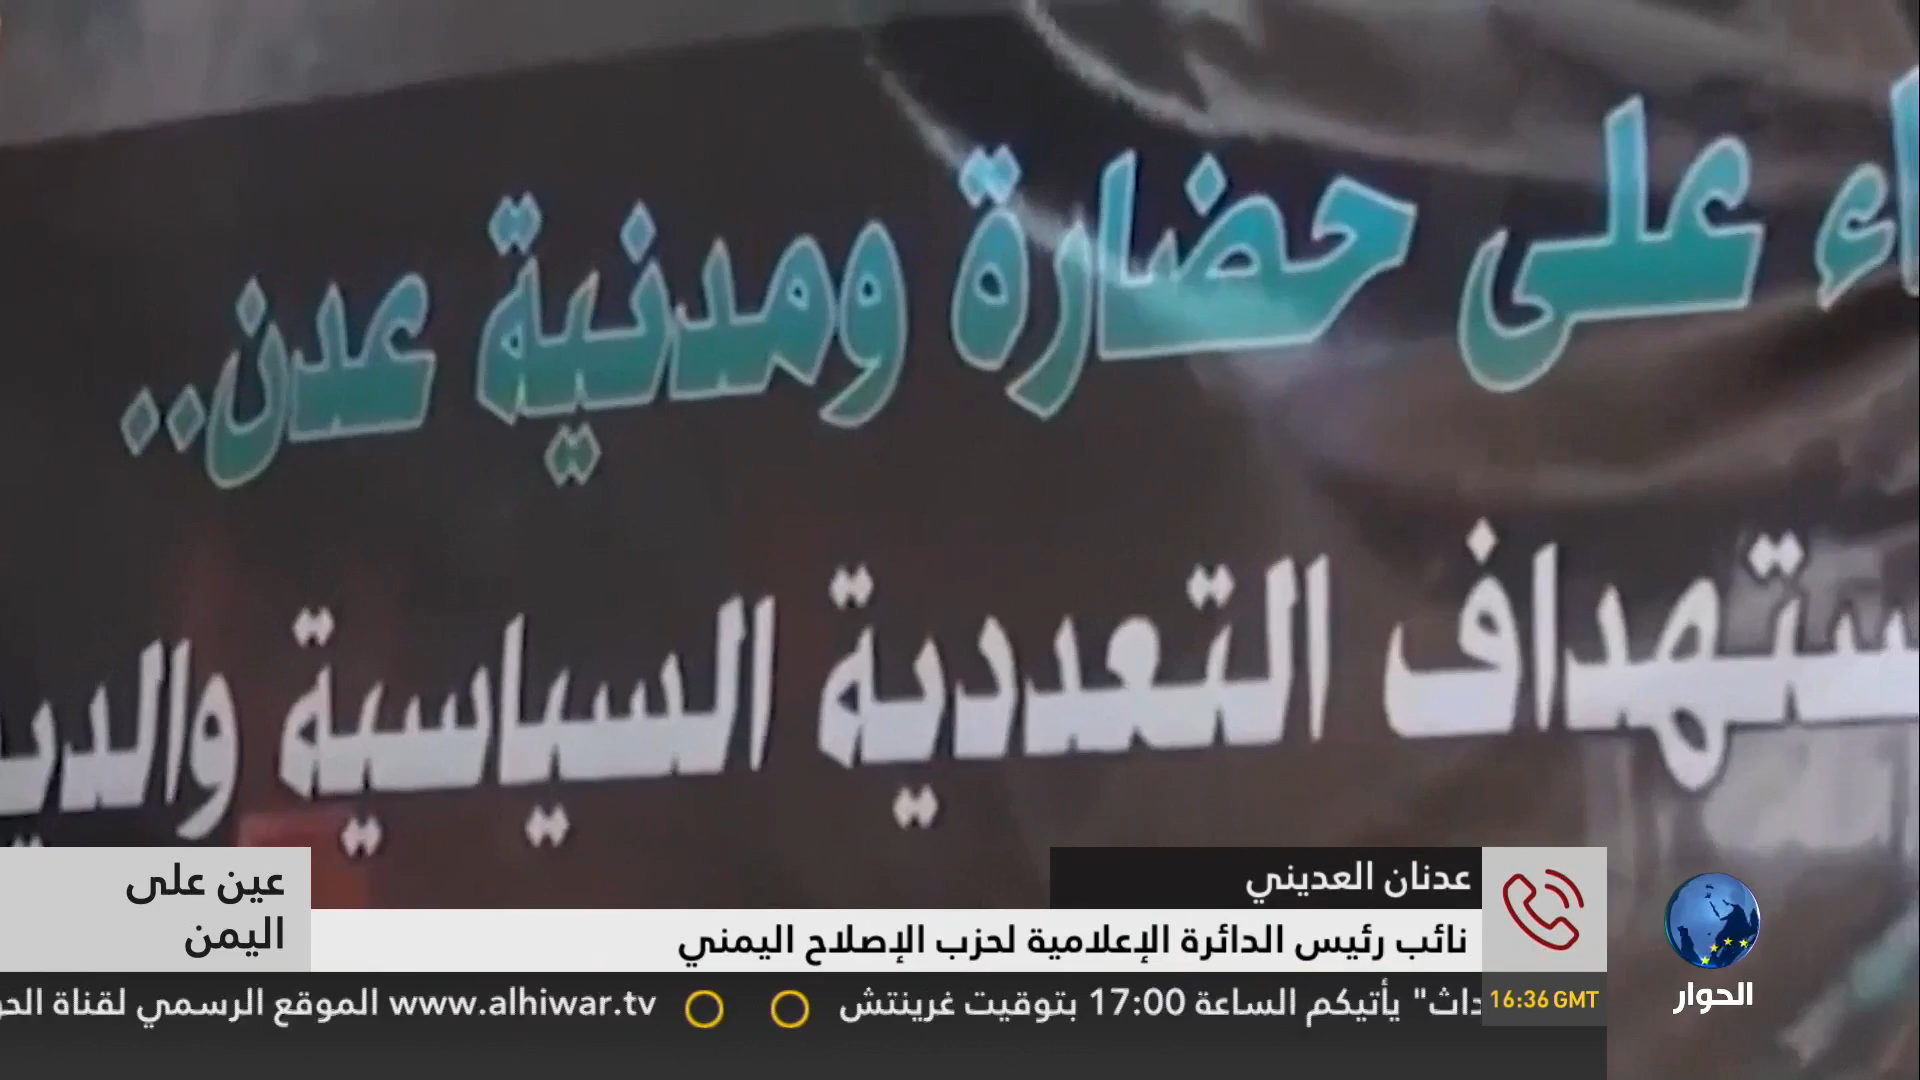 على حضارة ومدنية عدن..
التعددية السياسية
عدنان العديني
نائب رئيس الدائرة الإعلامية لحزب الإصلاح اليمني
عين على
اليمن
16:36 GMT
يأتيكم الساعة 17:00 بتوقيت غرينتش
www.alhiwar.tv الموقع الرسمي لقناة
الحوار